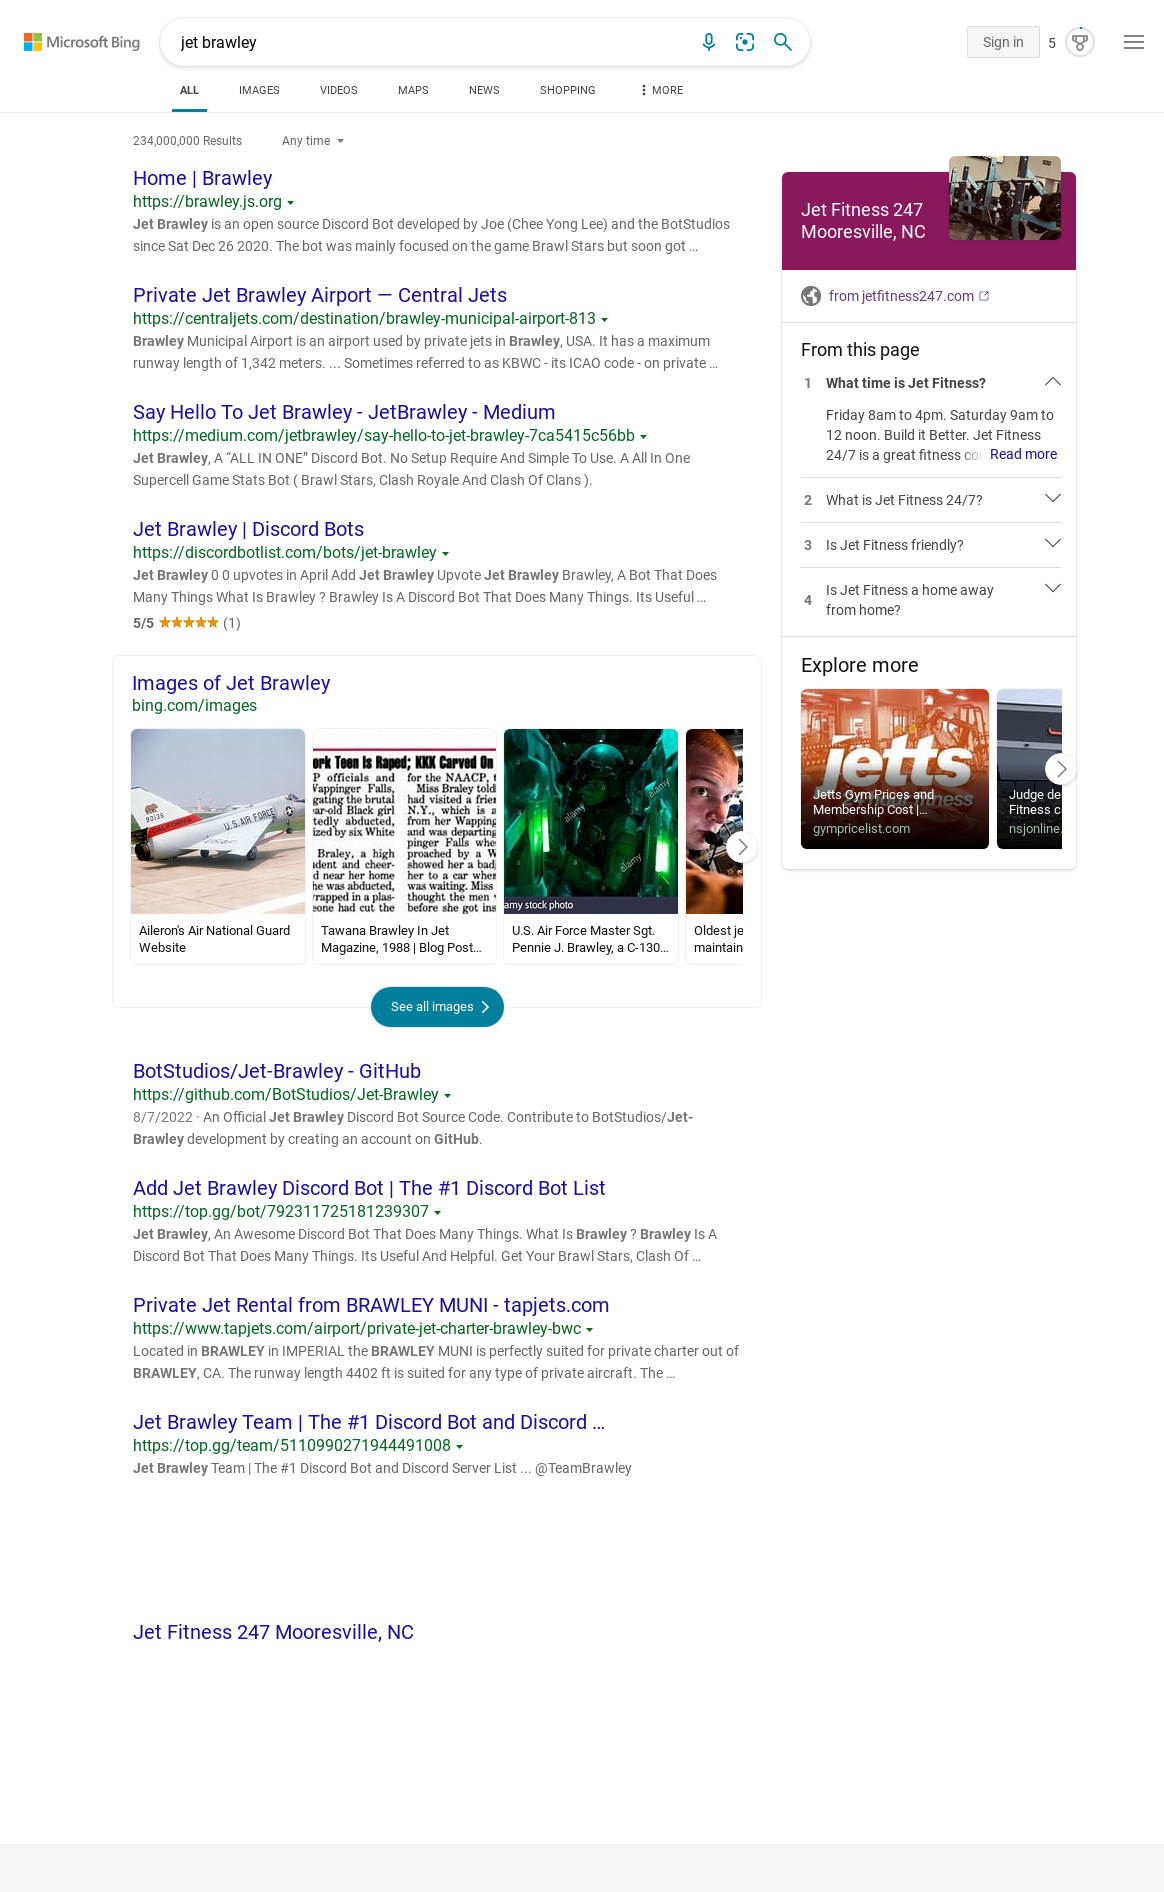 Microsoft Bing
jet brawley
Sign in
5
ALL
IMAGES
VIDEOS
MAPS
NEWS
SHOPPING
MORE
234,000,000 Results
Any time
Home | Brawley
https://brawley.js.org
Jet Brawley is an open source Discord Bot developed by Joe (Chee Yong Lee) and the BotStudios
since Sat Dec 26 2020. The bot was mainly focused on the game Brawl Stars but soon got …
Private Jet Brawley Airport — Central Jets
https://centraljets.com/destination/brawley-municipal-airport-813
Brawley Municipal Airport is an airport used by private jets in Brawley, USA. It has a maximum
runway length of 1,342 meters. ... Sometimes referred to as KBWC - its ICAO code - on private …
Say Hello To Jet Brawley - JetBrawley - Medium
https://medium.com/jetbrawley/say-hello-to-jet-brawley-7ca5415c56bb
Jet Brawley, A “ALL IN ONE” Discord Bot. No Setup Require And Simple To Use. A All In One
Supercell Game Stats Bot ( Brawl Stars, Clash Royale And Clash Of Clans ).
Jet Brawley | Discord Bots
https://discordbotlist.com/bots/jet-brawley
Jet Brawley 0 0 upvotes in April Add Jet Brawley Upvote Jet Brawley Brawley, A Bot That Does
Many Things What Is Brawley ? Brawley Is A Discord Bot That Does Many Things. Its Useful …
5/5 (1)
Images of Jet Brawley
bing.com/images
90136
CALIFORNIA
U.S. AIR FORCE
Aileron's Air National Guard
Website
ork Teen Is Raped; KKK Carved On
P officials and
Wappinger Falls,
gating the brutal
ear-old Black girl
tedly abducted,
ized by six White
Braley, a high
dent and cheer-
d near her home
he was abducted,
rapped in a plas-
eone had cut the
for the NAACP, t
Miss Braley told
had visited a frien
N.Y., which is a
from her Wapping
and was departing
pinger Falls when
proached by a W
showed her a bad
her to a car wher
was waiting. Miss
thought the men
before she got ins
Tawana Brawley In Jet
Magazine, 1988 | Blog Post…
alamy
alamy
alamy
amy stock photo
U.S. Air Force Master Sgt.
Pennie J. Brawley, a C-130…
Oldest je
maintain
See all images
BotStudios/Jet-Brawley - GitHub
https://github.com/BotStudios/Jet-Brawley
8/7/2022 · An Official Jet Brawley Discord Bot Source Code. Contribute to BotStudios/Jet-
Brawley development by creating an account on GitHub.
Add Jet Brawley Discord Bot | The #1 Discord Bot List
https://top.gg/bot/792311725181239307
Jet Brawley, An Awesome Discord Bot That Does Many Things. What Is Brawley ? Brawley Is A
Discord Bot That Does Many Things. Its Useful And Helpful. Get Your Brawl Stars, Clash Of …
Private Jet Rental from BRAWLEY MUNI - tapjets.com
https://www.tapjets.com/airport/private-jet-charter-brawley-bwc
Located in BRAWLEY in IMPERIAL the BRAWLEY MUNI is perfectly suited for private charter out of
BRAWLEY, CA. The runway length 4402 ft is suited for any type of private aircraft. The …
Jet Brawley Team | The #1 Discord Bot and Discord …
https://top.gg/team/5110990271944491008
Jet Brawley Team | The #1 Discord Bot and Discord Server List ... @TeamBrawley
Jet Fitness 247 Mooresville, NC
Jet Fitness 247
Mooresville, NC
from jetfitness247.com
From this page
1 What time is Jet Fitness?
Friday 8am to 4pm. Saturday 9am to
12 noon. Build it Better. Jet Fitness
24/7 is a great fitness co Read more
2 What is Jet Fitness 24/7?
3 Is Jet Fitness friendly?
4 Is Jet Fitness a home away
from home?
Explore more
jetts
fitness
Jetts Gym Prices and
Membership Cost |…
gympricelist.com
Judge de
Fitness c
nsjonline.